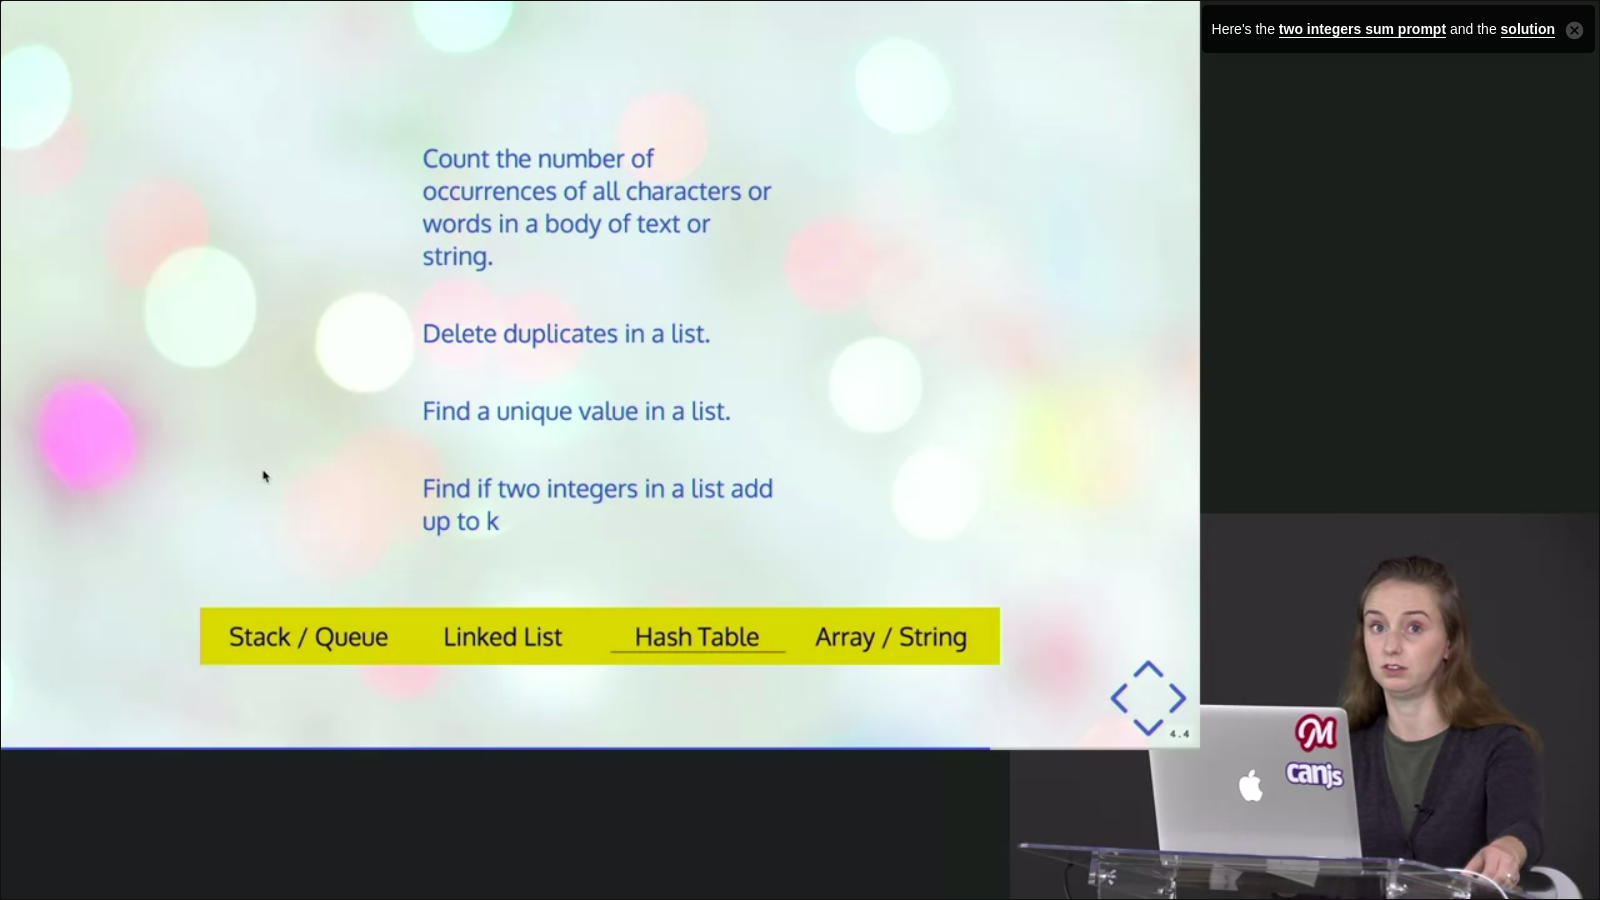 Here's the two integers sum prompt and the solution
Count the number of
occurrences of all characters or
words in a body of text or
string.
Delete duplicates in a list.
Find a unique value in a list.
Find if two integers in a list add
up to k
Stack / Queue Linked List Hash Table Array / String
4.4
M
canjs